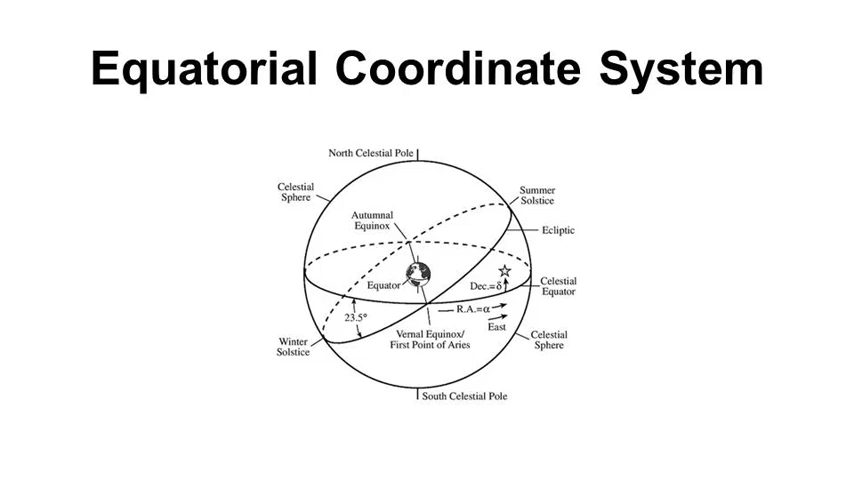 Equatorial Coordinate System
North Celestial Pole
Celestial
Sphere
Summer
Solstice
Autumnal
Equinox
Ecliptic
Equator
Dec.=δ
Celestial
Equator
R.A.=α
23.5°
East
Vernal Equinox/
First Point of Aries
Celestial
Sphere
Winter
Solstice
South Celestial Pole